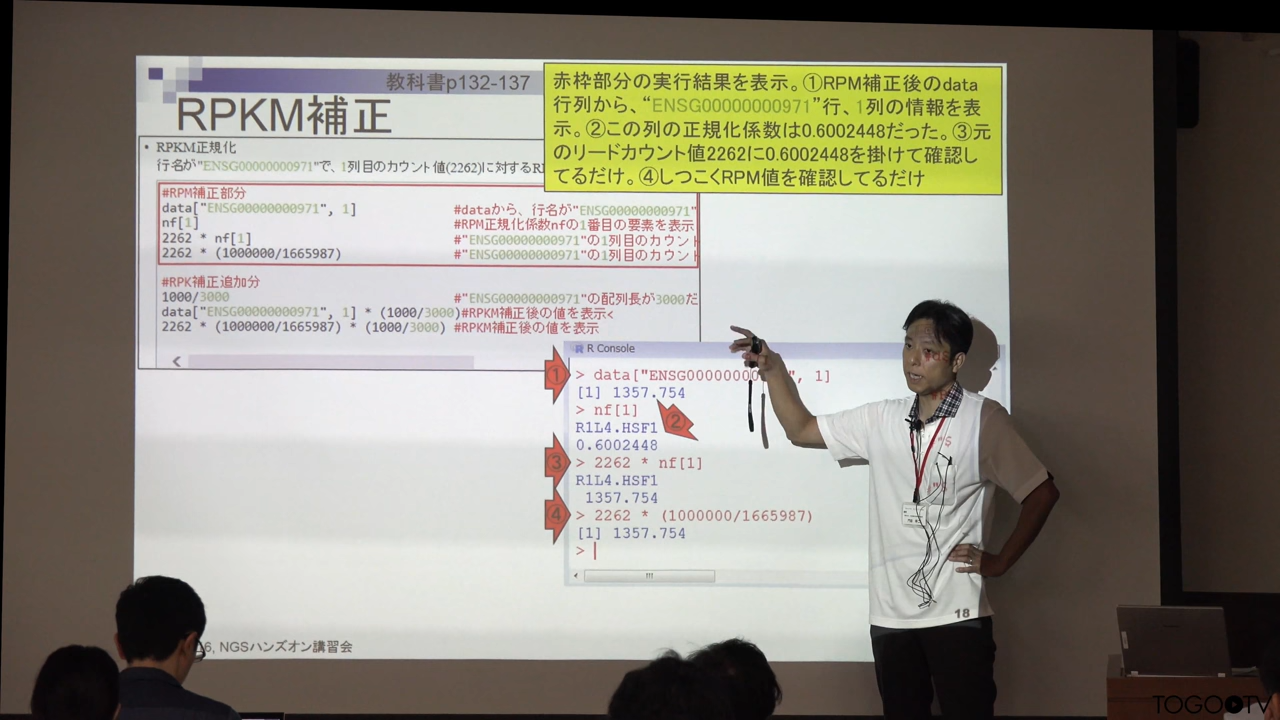 教科書p132-137
RPKM補正
赤枠部分の実行結果を表示。①RPM補正後のdata
行列から、“ENSG00000000971”行、1列の情報を表
示。②この列の正規化係数は0.6002448だった。③元
のリードカウント値2262に0.6002448を掛けて確認し
てるだけ。④しつこくRPM値を確認してるだけ
• RPKM正規化
行名が"ENSG00000000971"で、1列目のカウント値(2262)に対するR
#RPM補正部分
data["ENSG00000000971", 1] #dataから、行名が"ENSG00000000971"
nf[1] #RPM正規化係数nfの1番目の要素を表示
2262 * nf[1] #"ENSG00000000971"の1列目のカウント
2262 * (1000000/1665987) #"ENSG00000000971"の1列目のカウント
#RPK補正追加分
1000/3000 #"ENSG00000000971"の配列長が3000だ
data["ENSG00000000971", 1] * (1000/3000)#RPKM補正後の値を表示<
2262 * (1000000/1665987) * (1000/3000) #RPKM補正後の値を表示
R Console
① > data["ENSG00000000 ", 1]
[1] 1357.754
> nf[1]
②
R1L4.HSF1
0.6002448
③ > 2262 * nf[1]
R1L4.HSF1
1357.754
④ > 2262 * (1000000/1665987)
[1] 1357.754
>
18
6, NGSハンズオン講習会
TOGOTV